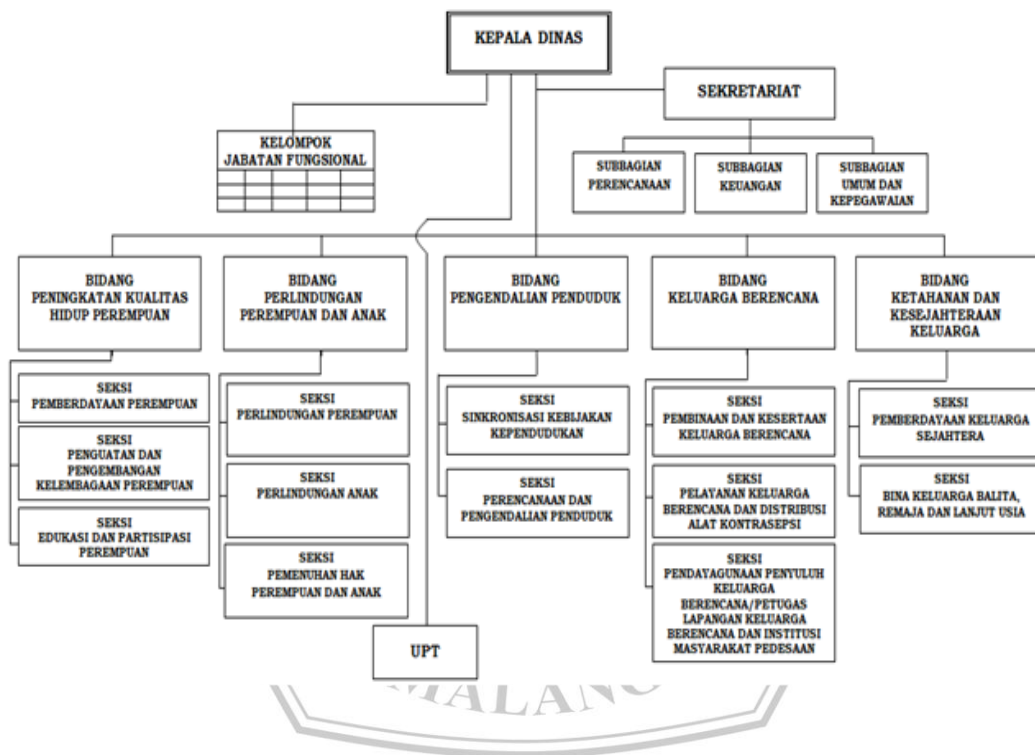 KEPALA DINAS
SEKRETARIAT
KELOMPOK
JABATAN FUNGSIONAL
SUBBAGIAN
PERENCANAAN
SUBBAGIAN
KEUANGAN
SUBBAGIAN
UMUM DAN
KEPEGAWAIAN
BIDANG
PENINGKATAN KUALITAS
HIDUP PEREMPUAN
BIDANG
PERLINDUNGAN
PEREMPUAN DAN ANAK
BIDANG
PENGENDALIAN PENDUDUK
BIDANG
KELUARGA BERENCANA
BIDANG
KETAHANAN DAN
KESEJAHTERAAN
KELUARGA
SEKSI
PEMBERDAYAAN PEREMPUAN
SEKSI
PENGUATAN DAN
PENGEMBANGAN
KELEMBAGAAN PEREMPUAN
SEKSI
EDUKASI DAN PARTISIPASI
PEREMPUAN
SEKSI
PERLINDUNGAN PEREMPUAN
SEKSI
PERLINDUNGAN ANAK
SEKSI
PEMENUHAN HAK
PEREMPUAN DAN ANAK
SEKSI
SINKRONISASI KEBIJAKAN
KEPENDUDUKAN
SEKSI
PERENCANAAN DAN
PENGENDALIAN PENDUDUK
SEKSI
PEMBINAAN DAN KESERTAAN
KELUARGA BERENCANA
SEKSI
PELAYANAN KELUARGA
BERENCANA DAN DISTRIBUSI
ALAT KONTRASEPSI
SEKSI
PENDAYAGUNAAN PENYULUH
KELUARGA
BERENCANA/PETUGAS
LAPANGAN KELUARGA
BERENCANA DAN INSTITUSI
MASYARAKAT PEDESAAN
SEKSI
PEMBERDAYAAN KELUARGA
SEJAHTERA
SEKSI
BINA KELUARGA BALITA,
REMAJA DAN LANJUT USIA
UPT
MALANG